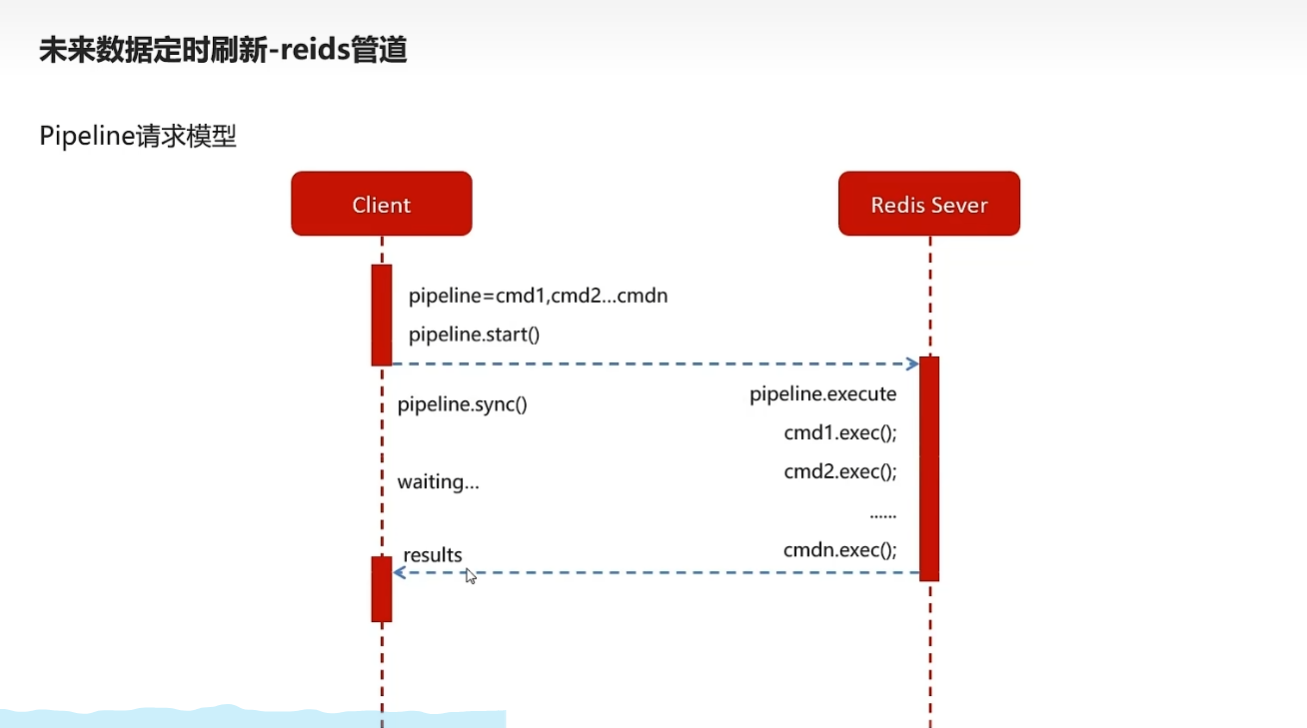 未来数据定时刷新-reids管道
Pipeline请求模型
Client
Redis Sever
pipeline=cmd1,cmd2...cmdn
pipeline.start()
pipeline.sync()
pipeline.execute
cmd1.exec();
cmd2.exec();
waiting...
......
cmdn.exec();
results